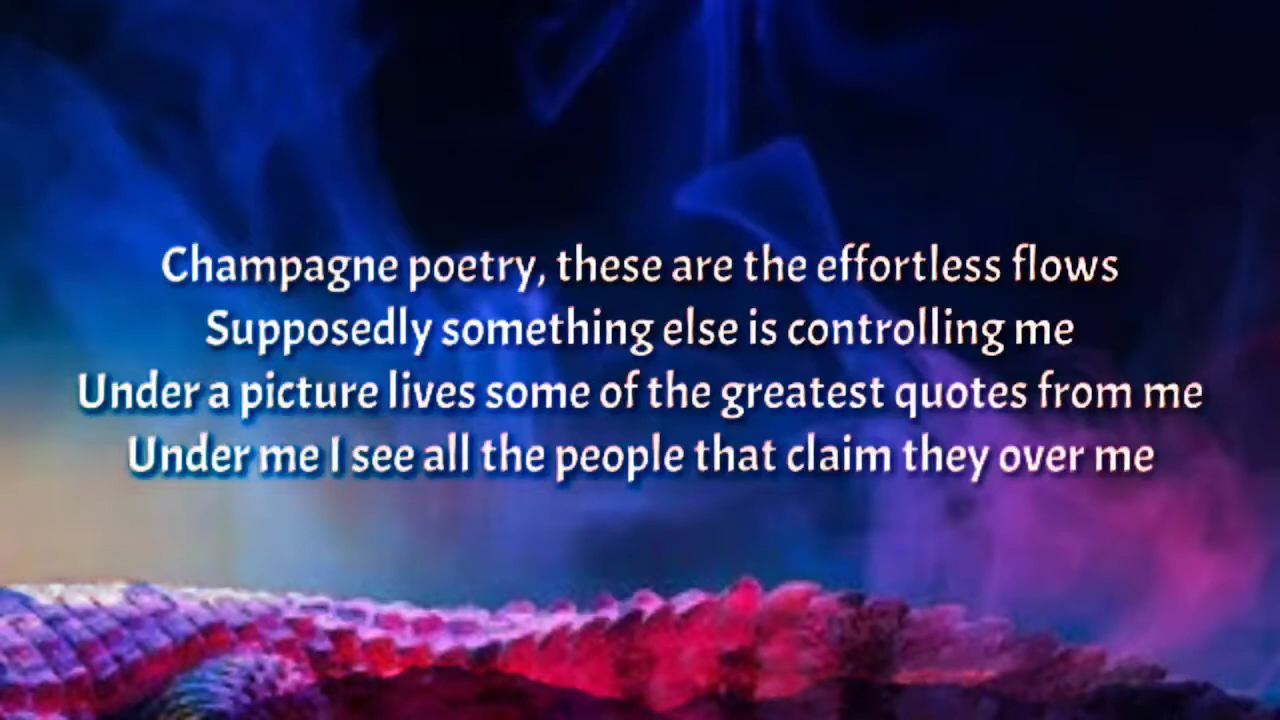 Champagne poetry, these are the effortless flows
Supposedly something else is controlling me
Under a picture lives some of the greatest quotes from me
Under me I see all the people that claim they over me